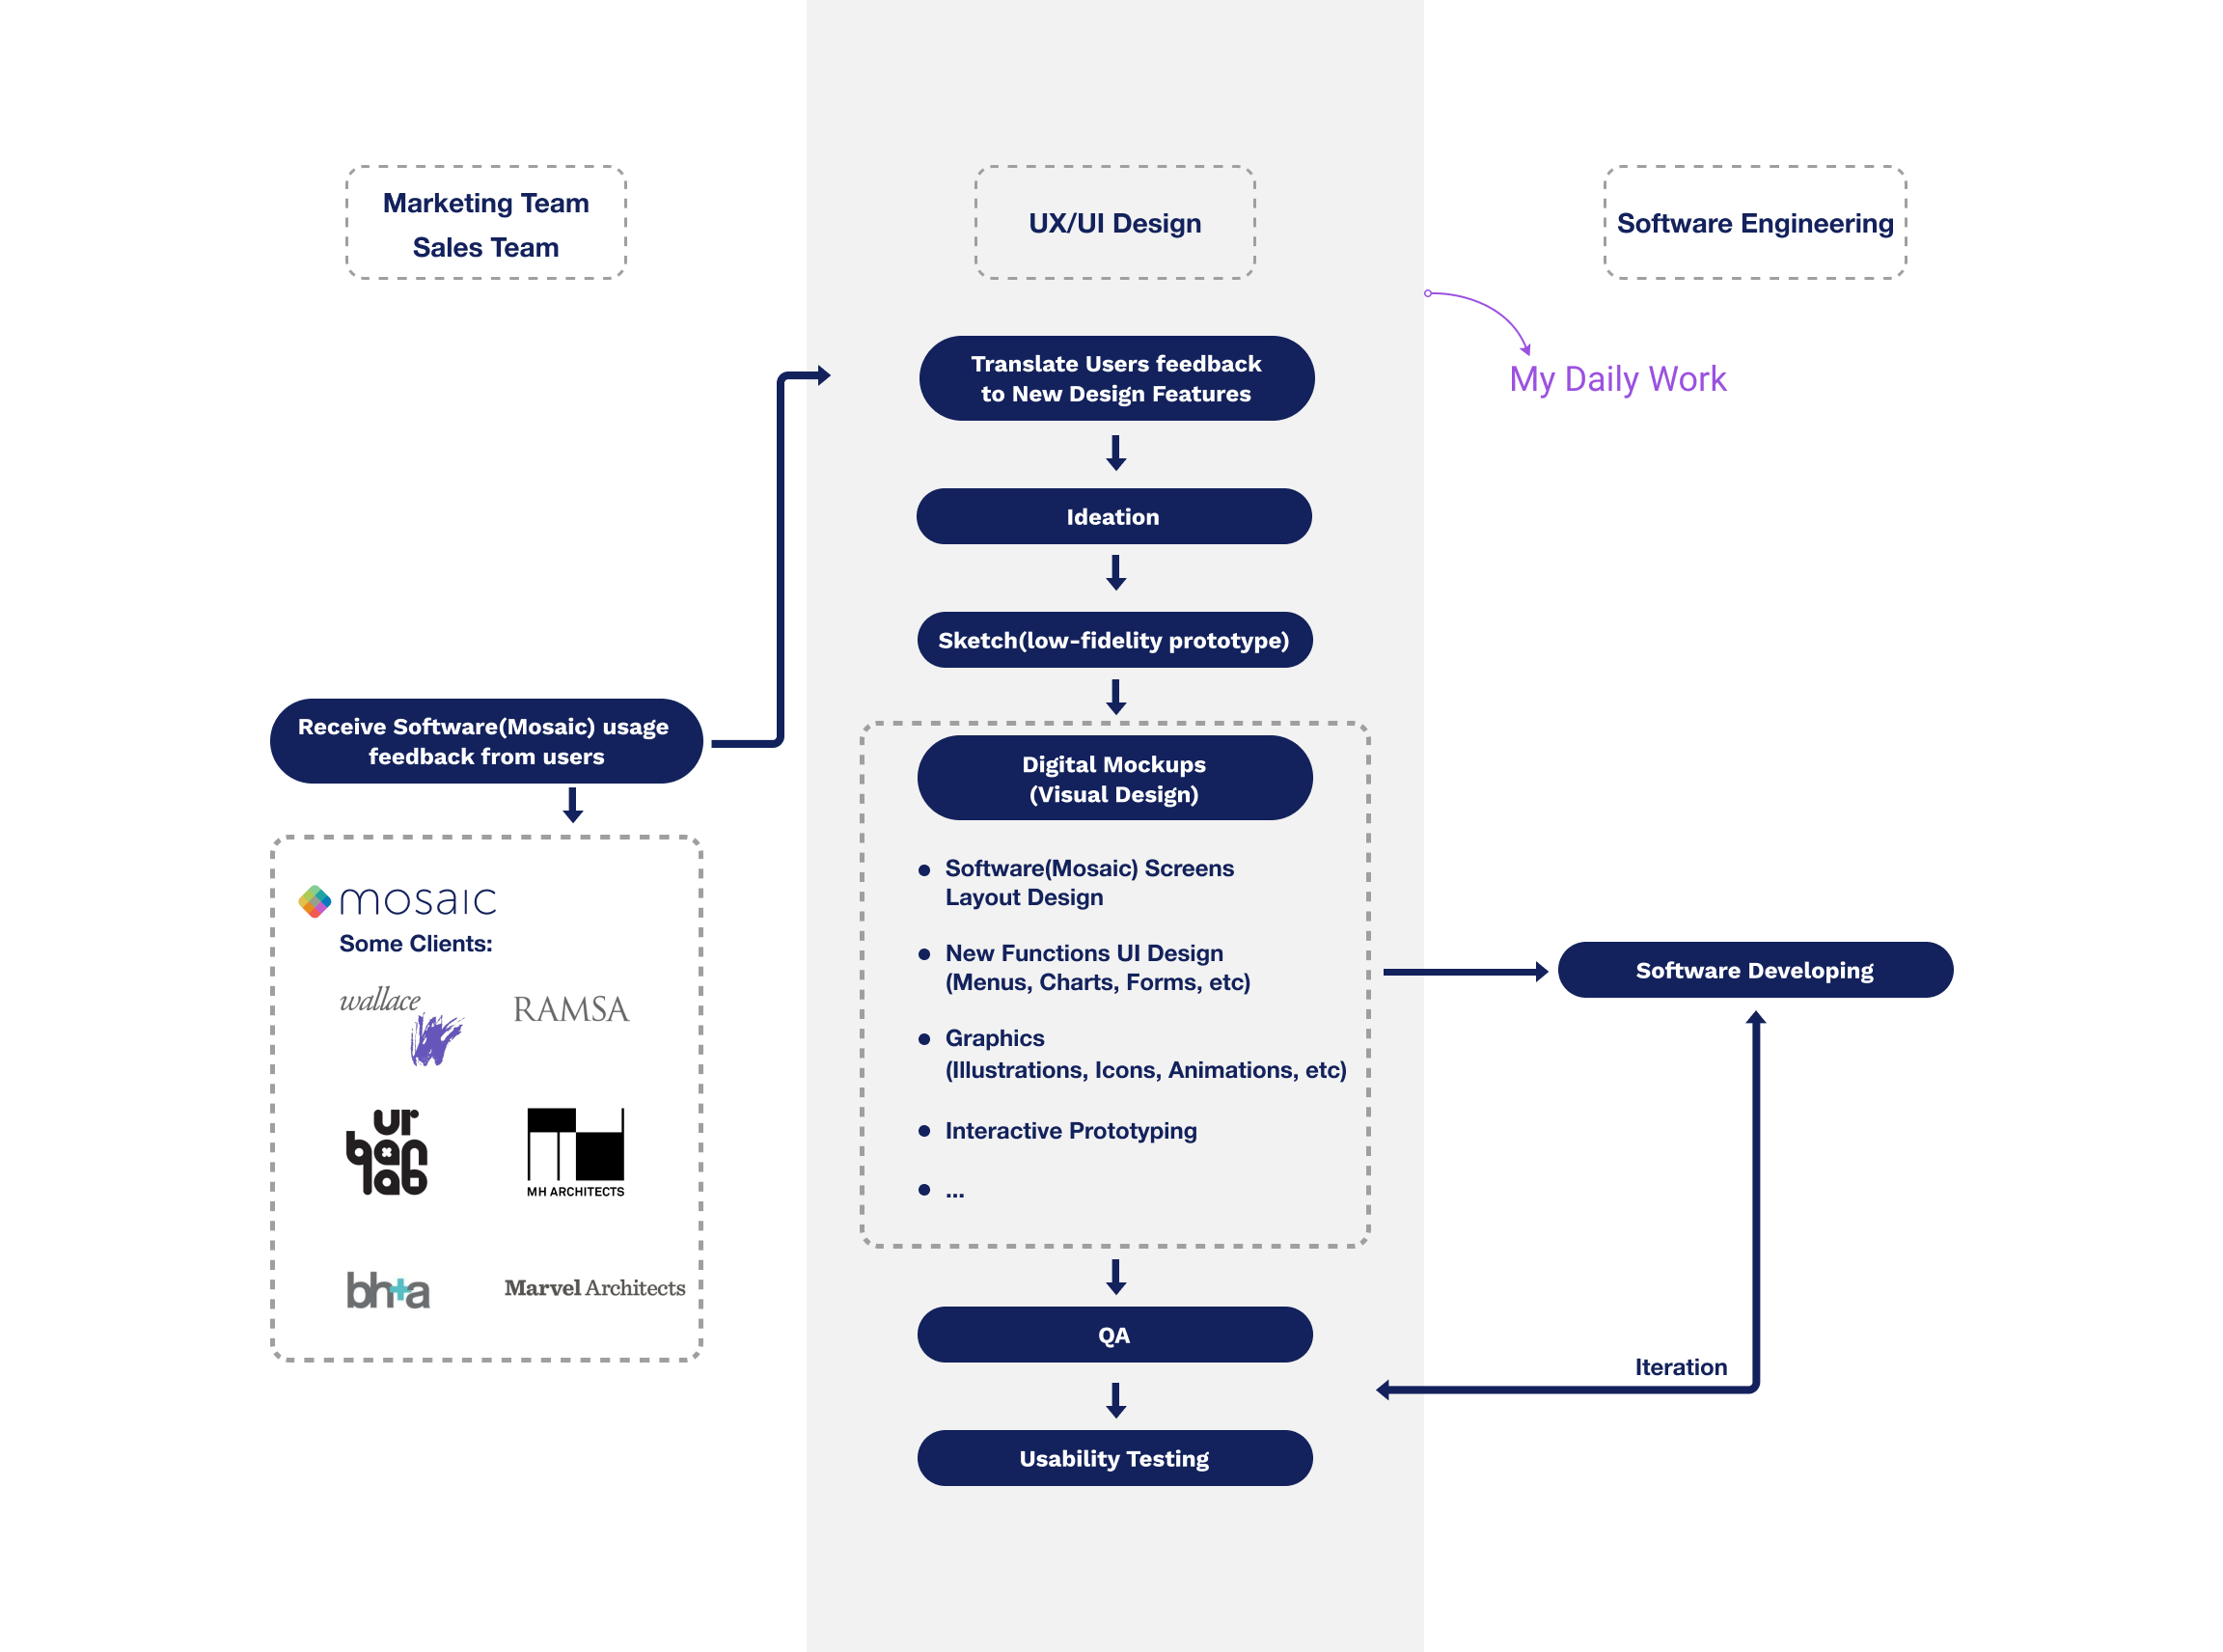 Marketing Team
Sales Team
UX/UI Design
Software Engineering
My Daily Work
Translate Users feedback
to New Design Features
Ideation
Sketch(low-fidelity prototype)
Receive Software(Mosaic) usage
feedback from users
mosaic
Some Clients:
wallace
RAMSA
ur
ban
lab
MH ARCHITECTS
bh+a
Marvel Architects
Digital Mockups
(Visual Design)
Software(Mosaic) Screens
Layout Design
New Functions UI Design
(Menus, Charts, Forms, etc)
Graphics
(Illustrations, Icons, Animations, etc)
Interactive Prototyping
...
Software Developing
QA
Iteration
Usability Testing